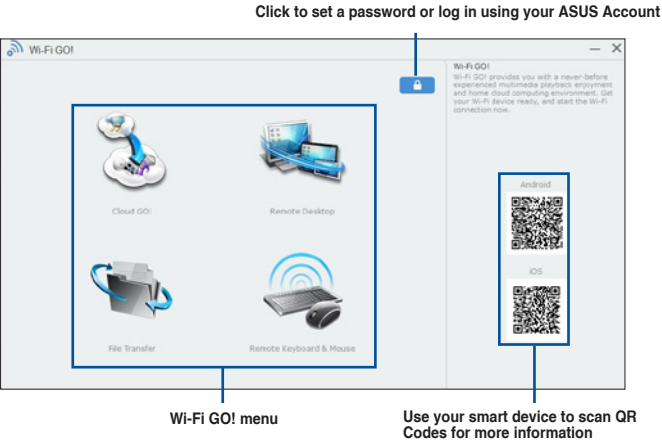 Click to set a password or log in using your ASUS Account
Wi-Fi GO!
Wi-Fi GO!
Wi-Fi GO! provides you with a never-before
experienced multimedia playback enjoyment
and home cloud computing environment. Get
your Wi-Fi device ready, and start the Wi-Fi
connection now.
Cloud GO!
Remote Desktop
Android
iOS
File Transfer
Remote Keyboard & Mouse
Wi-Fi GO! menu
Use your smart device to scan QR
Codes for more information